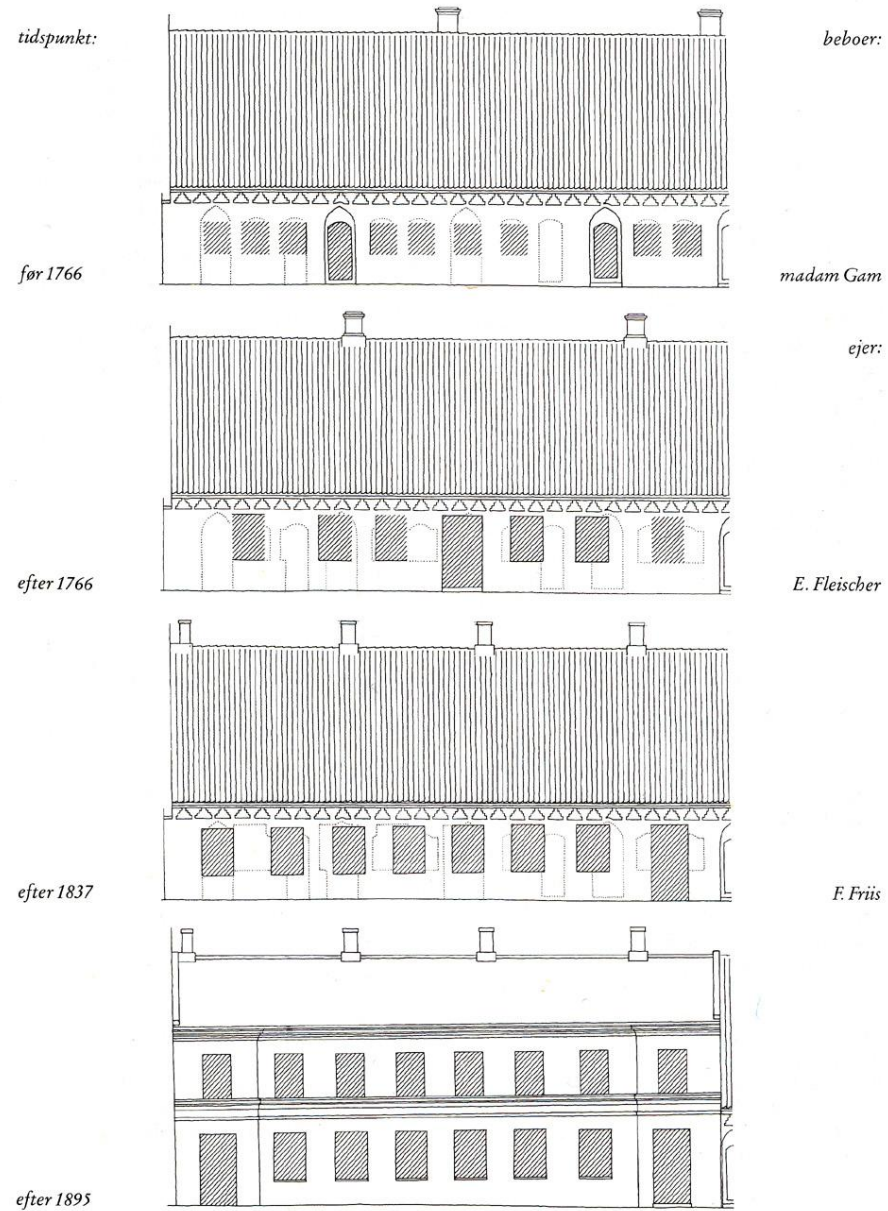 tidspunkt:
beboer:
før 1766
madam Gam
ejer:
efter 1766
E. Fleischer
efter 1837
F. Friis
efter 1895